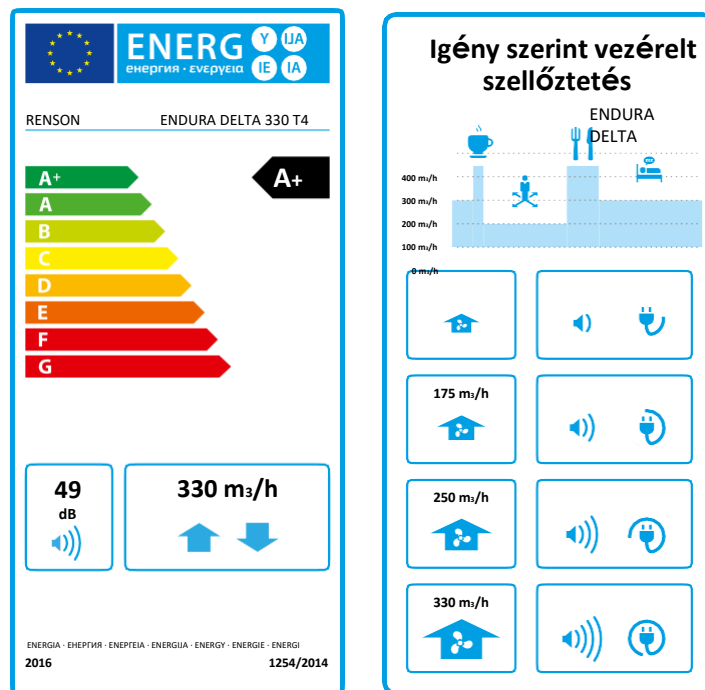 ENERG
енергия · ενεργεια
Y
IJA
IE
IA
RENSON ENDURA DELTA 330 T4
A+
A+
A
B
C
D
E
F
G
49
dB
330 m₃/h
ENERGIA · ЕНЕРГИЯ · ΕΝΕΡΓΕΙΑ · ENERGIJA · ENERGY · ENERGIE · ENERGI
2016 1254/2014
Igény szerint vezérelt
szellőztetés
ENDURA
DELTA
400 m₃/h
300 m₃/h
200 m₃/h
100 m₃/h
0 m₃/h
175 m₃/h
250 m₃/h
330 m₃/h